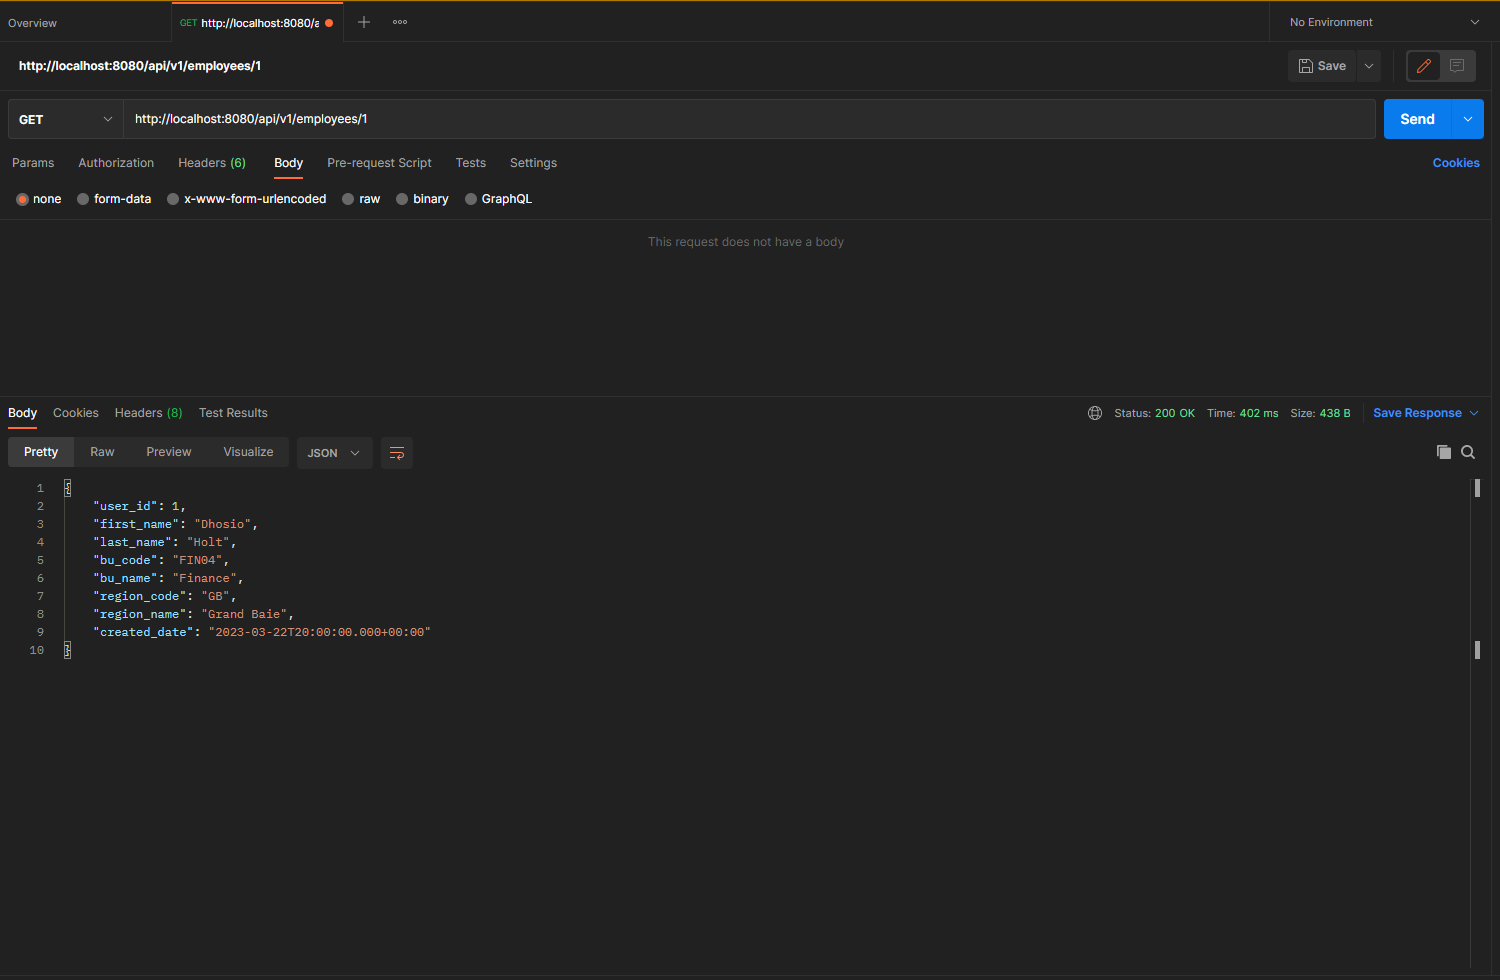 Overview
GET http://localhost:8080/a
No Environment
http://localhost:8080/api/v1/employees/1
Save
GET
http://localhost:8080/api/v1/employees/1
Send
Params Authorization Headers (6) Body Pre-request Script Tests Settings Cookies
none form-data x-www-form-urlencoded raw binary GraphQL
This request does not have a body
Body Cookies Headers (8) Test Results Status: 200 OK Time: 402 ms Size: 438 B Save Response
Pretty Raw Preview Visualize JSON
1 {
2 "user_id": 1,
3 "first_name": "Dhosio",
4 "last_name": "Holt",
5 "bu_code": "FIN04",
6 "bu_name": "Finance",
7 "region_code": "GB",
8 "region_name": "Grand Baie",
9 "created_date": "2023-03-22T20:00:00.000+00:00"
10 }